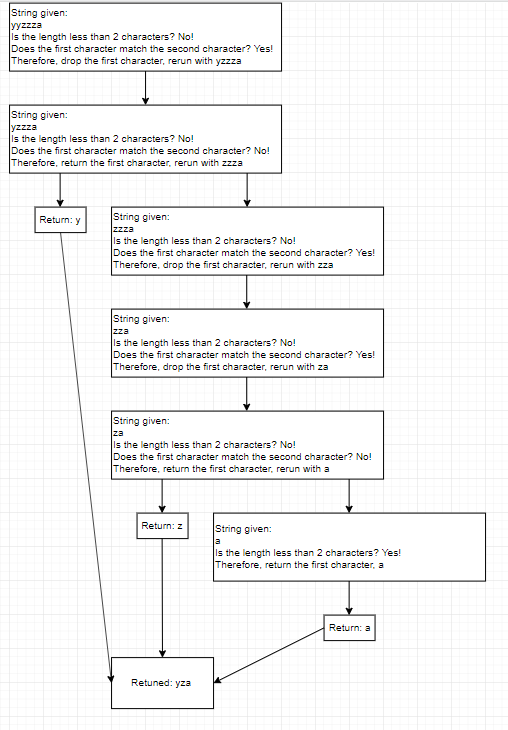 String given:
yyzzza
Is the length less than 2 characters? No!
Does the first character match the second character? Yes!
Therefore, drop the first character, rerun with yzzza
String given:
yzzza
Is the length less than 2 characters? No!
Does the first character match the second character? No!
Therefore, return the first character, rerun with zzza
Return: y
String given:
zzza
Is the length less than 2 characters? No!
Does the first character match the second character? Yes!
Therefore, drop the first character, rerun with zza
String given:
zza
Is the length less than 2 characters? No!
Does the first character match the second character? Yes!
Therefore, drop the first character, rerun with za
String given:
za
Is the length less than 2 characters? No!
Does the first character match the second character? No!
Therefore, return the first character, rerun with a
Return: z
String given:
a
Is the length less than 2 characters? Yes!
Therefore, return the first character, a
Return: a
Retuned: yza